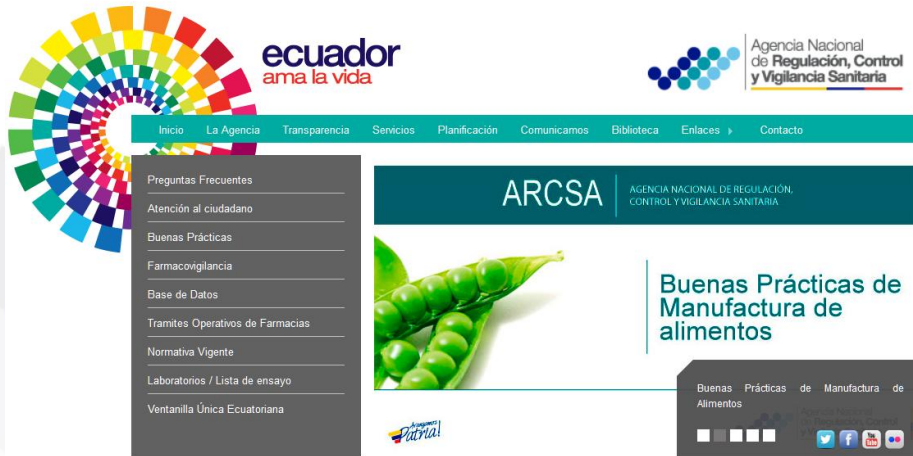 ecuador
ama la vida
Agencia Nacional
de Regulación, Control
y Vigilancia Sanitaria
Inicio La Agencia Transparencia Servicios Planificación Comunicamos Biblioteca Enlaces Contacto
Preguntas Frecuentes
Atención al ciudadano
Buenas Prácticas
Farmacovigilancia
Base de Datos
Tramites Operativos de Farmacias
Normativa Vigente
Laboratorios / Lista de ensayo
Ventanilla Única Ecuatoriana
ARCSA
AGENCIA NACIONAL DE REGULACIÓN,
CONTROL Y VIGILANCIA SANITARIA
Buenas Prácticas de
Manufactura de
alimentos
Buenas Prácticas de Manufactura de
Alimentos
Avanzamos
Patria!
You
Tube